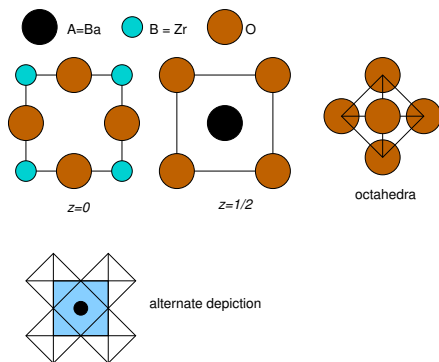 A=Ba
B = Zr
O
z=0
z=1/2
octahedra
alternate depiction